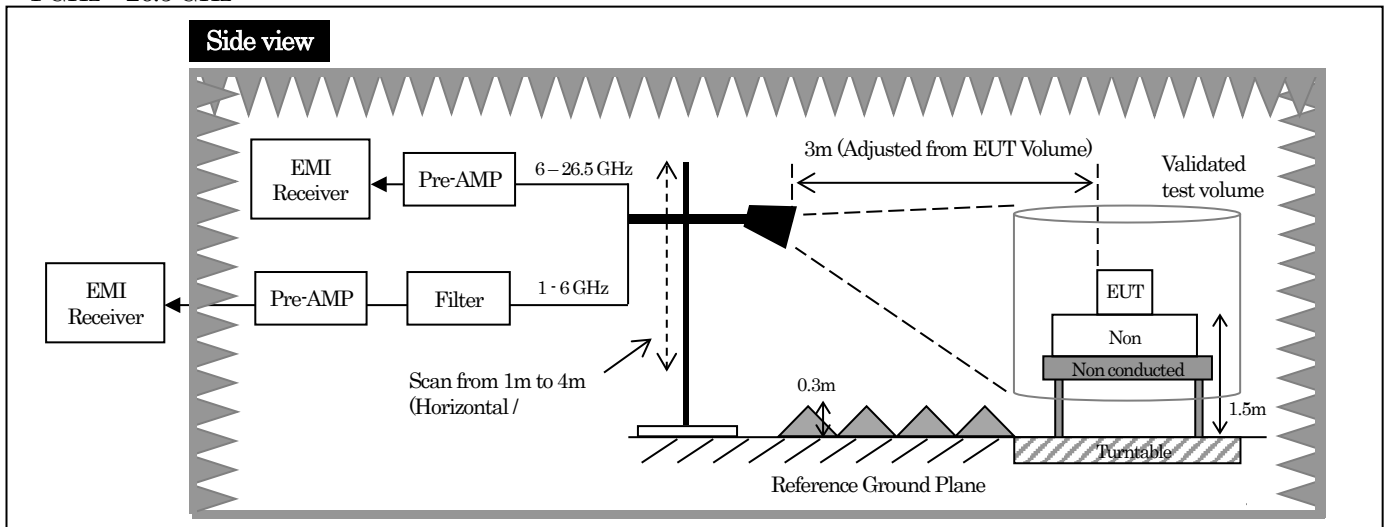 Side view
3m (Adjusted from EUT Volume)
Validated
test volume
EMI
Receiver
Pre-AMP
6 – 26.5 GHz
EMI
Receiver
Pre-AMP
Filter
1 - 6 GHz
EUT
Non
Non conducted
Scan from 1m to 4m
(Horizontal /
0.3m
1.5m
Turntable
Reference Ground Plane